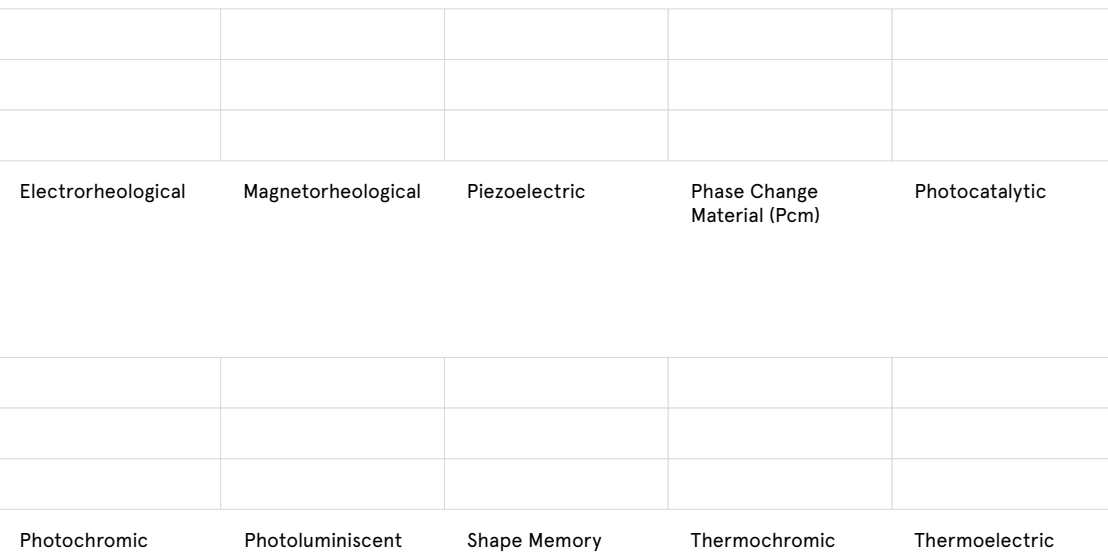 Electrorheological
Magnetorheological
Piezoelectric
Phase Change
Material (Pcm)
Photocatalytic
Photochromic
Photoluminiscent
Shape Memory
Thermochromic
Thermoelectric